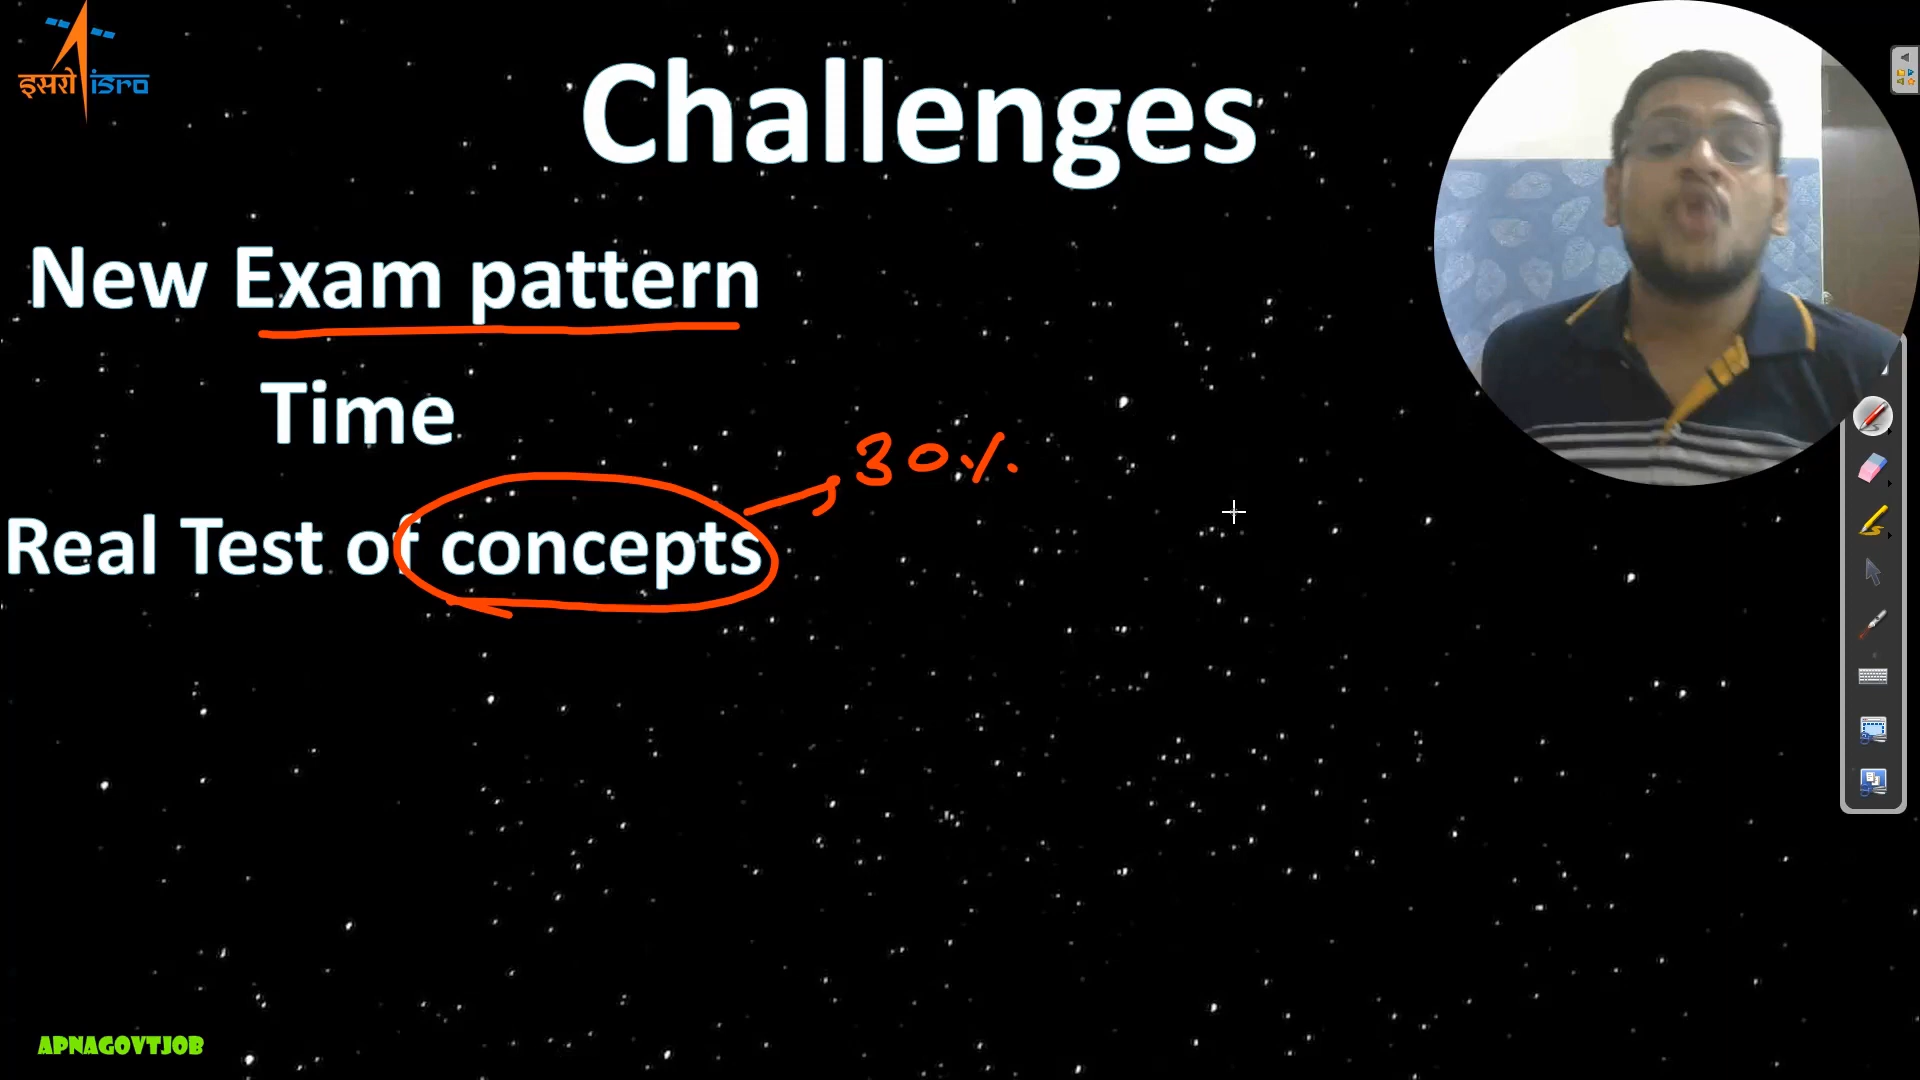 इसरो isro
Challenges
New Exam pattern
Time
30%
Real Test of concepts
APNAGOVTJOB